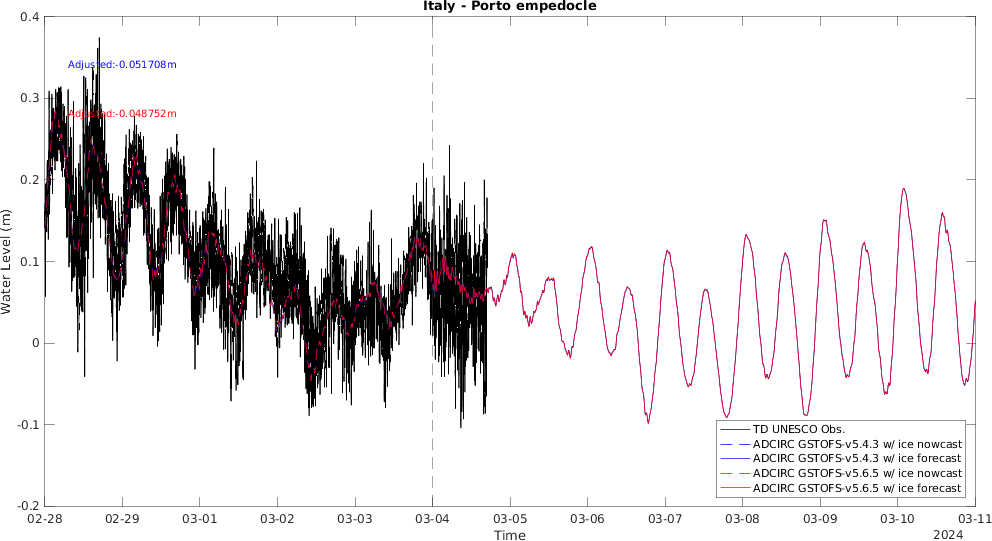 Italy - Porto empedocle
0.4
0.3
0.2
0.1
0
-0.1
-0.2
Water Level (m)
Adjusted:-0.051708m
Adjusted:-0.048752m
TD UNESCO Obs.
ADCIRC GSTOFS-v5.4.3 w/ ice nowcast
ADCIRC GSTOFS-v5.4.3 w/ ice forecast
ADCIRC GSTOFS-v5.6.5 w/ ice nowcast
ADCIRC GSTOFS-v5.6.5 w/ ice forecast
02-28 02-29 03-01 03-02 03-03 03-04 03-05 03-06 03-07 03-08 03-09 03-10 03-11
Time
2024